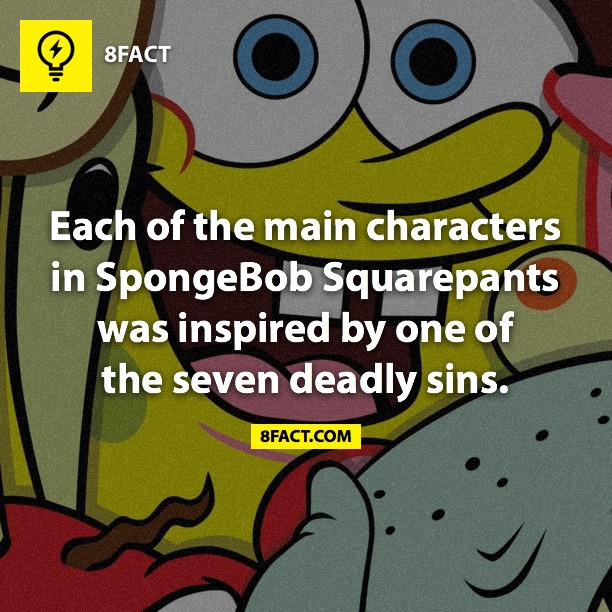 8FACT
Each of the main characters
in SpongeBob Squarepants
was inspired by one of
the seven deadly sins.
8FACT.COM